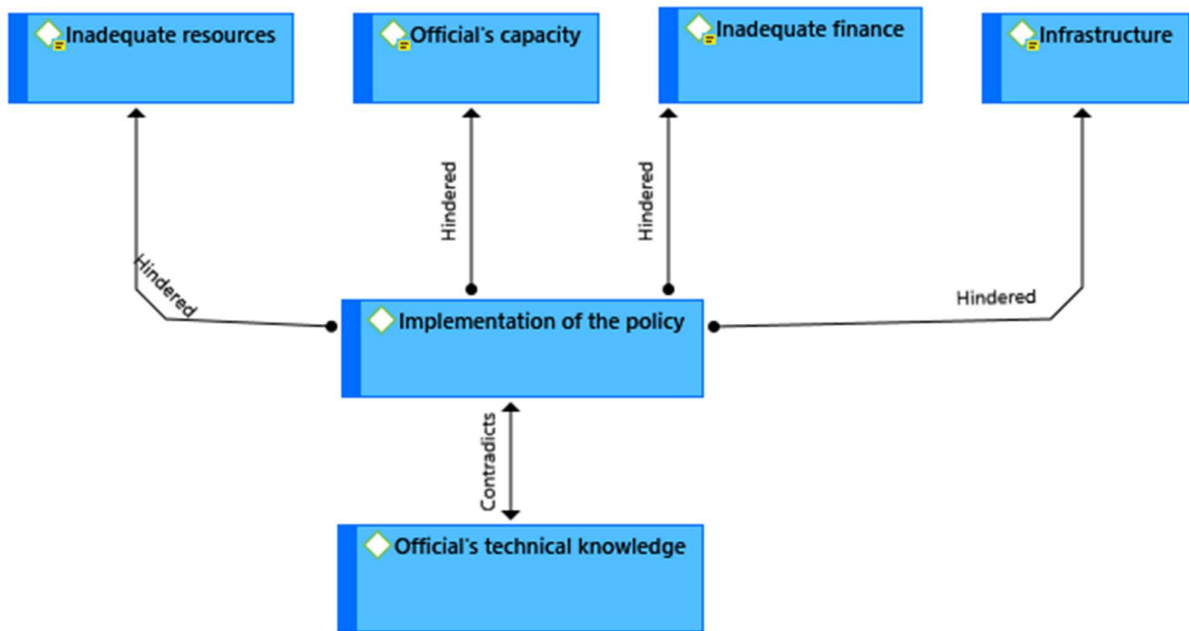 Inadequate resources
Official's capacity
Inadequate finance
Infrastructure
Hindered
Hindered
Hindered
Hindered
Implementation of the policy
Contradicts
Official's technical knowledge